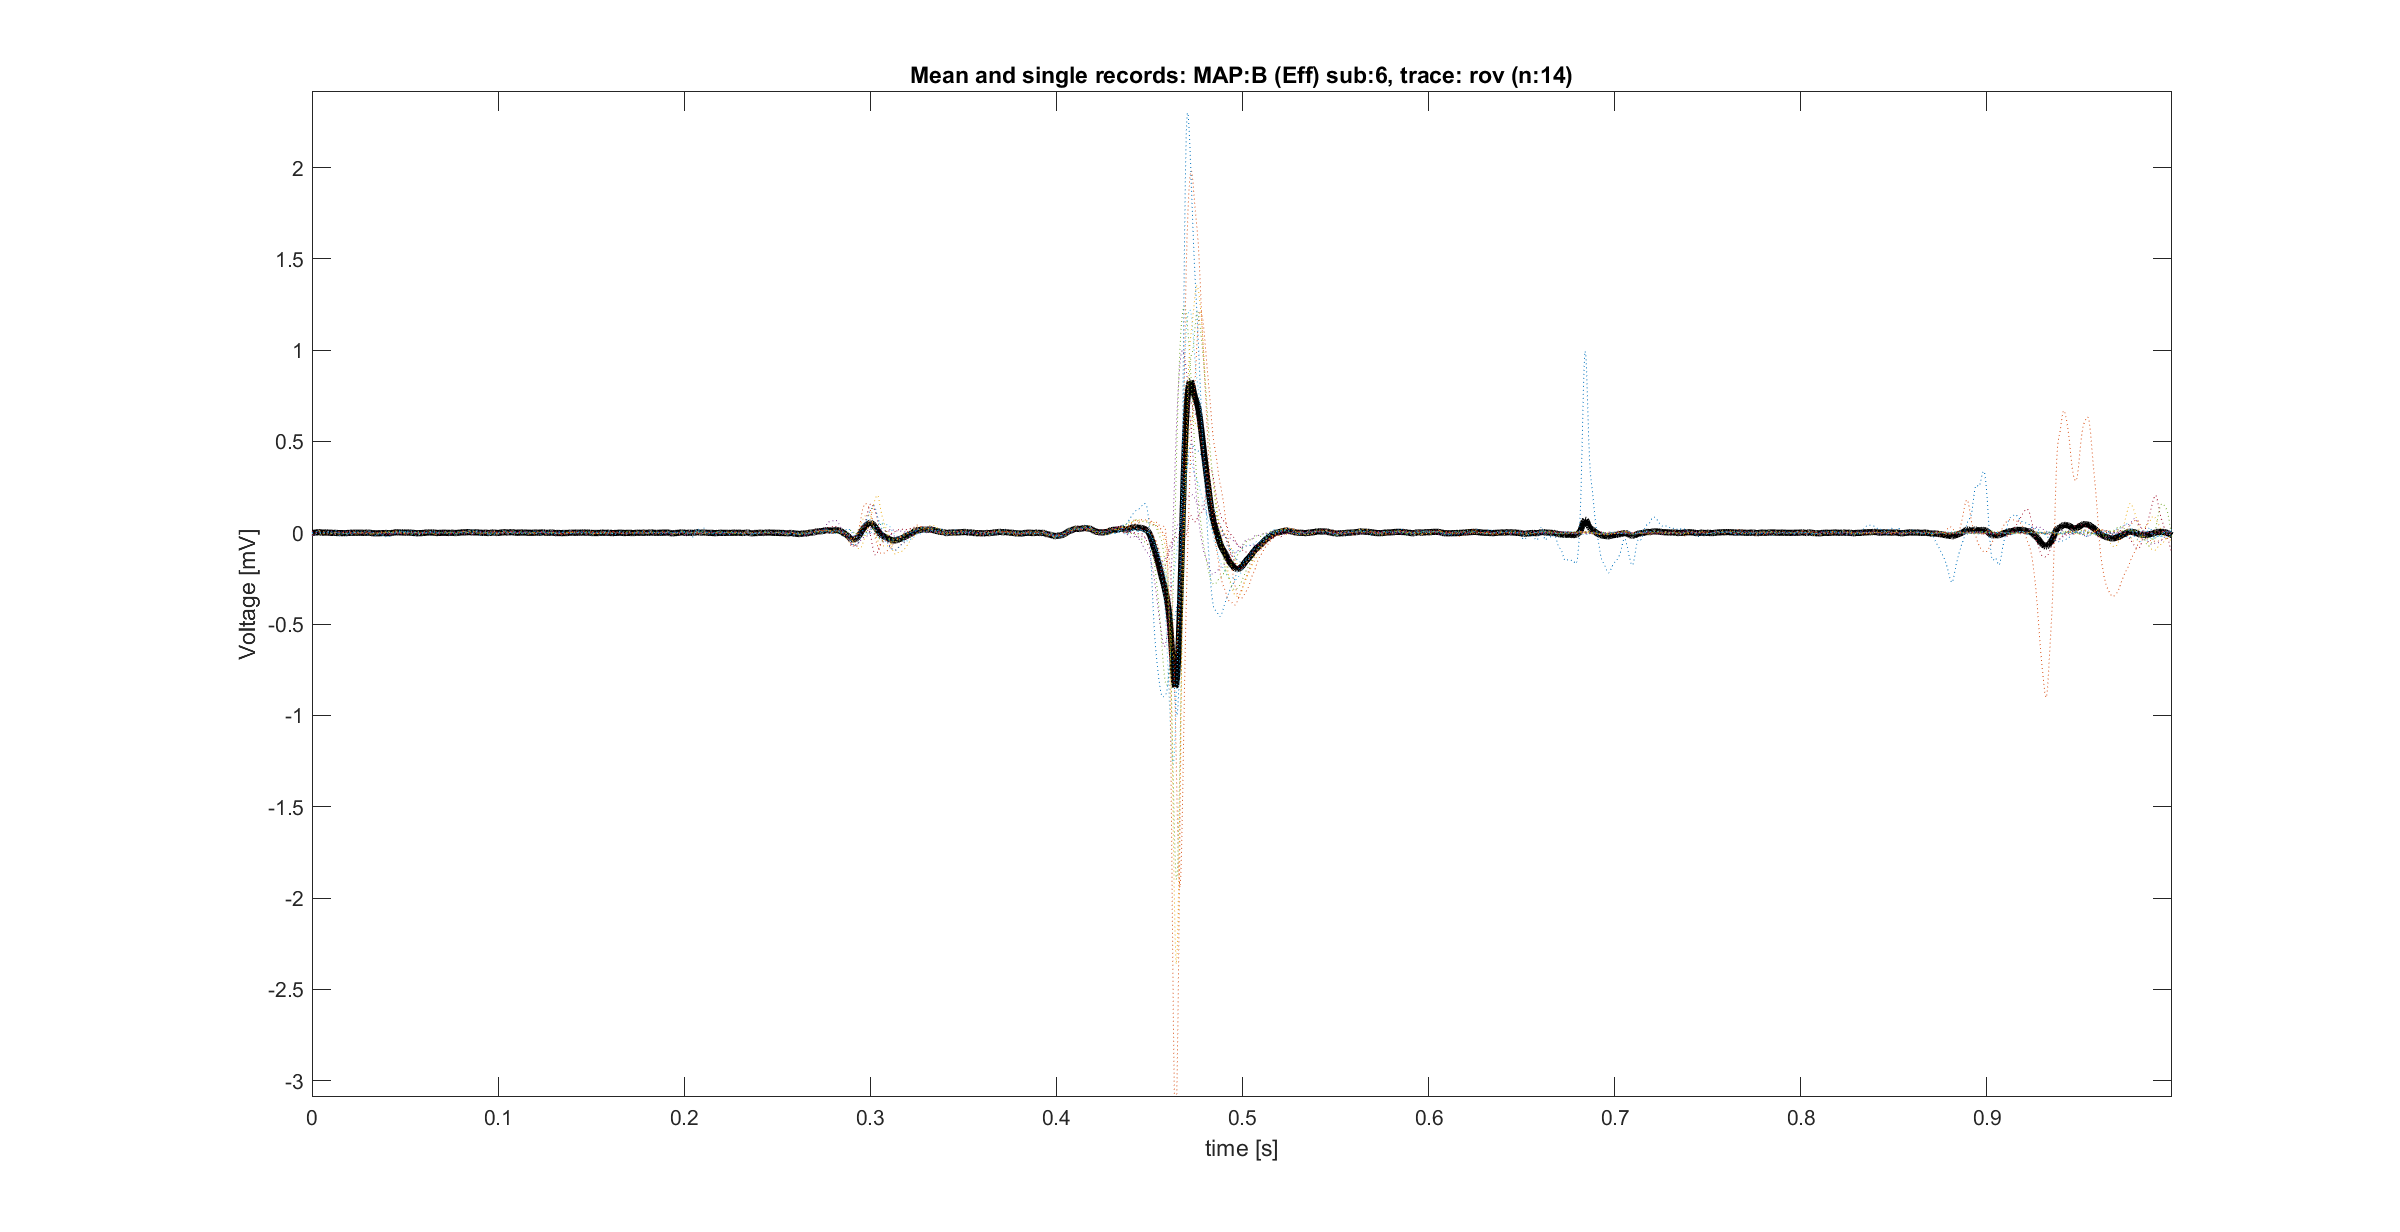 Mean and single records: MAP:B (Eff) sub:6, trace: rov (n:14)
2
1.5
1
0.5
0
-0.5
-1
-1.5
-2
-2.5
-3
Voltage [mV]
0 0.1 0.2 0.3 0.4 0.5 0.6 0.7 0.8 0.9
time [s]